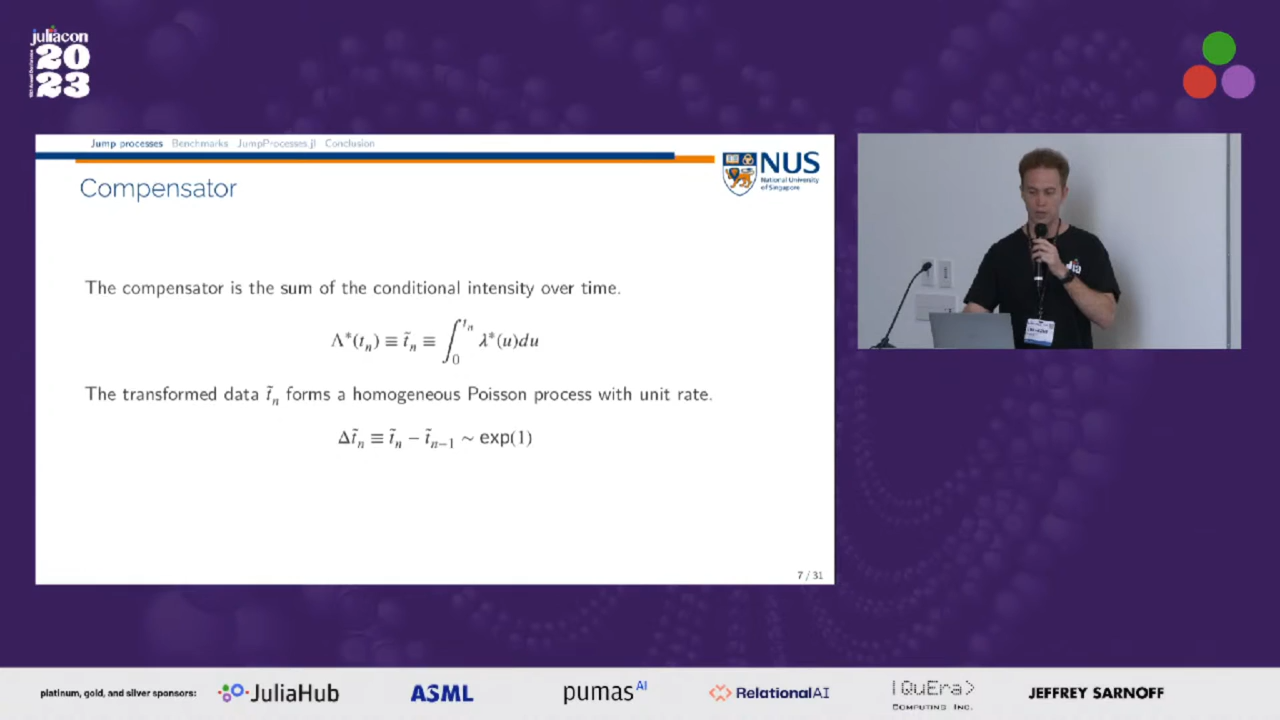 juliacon
20
23
Jump processes Benchmarks JumpProcesses.jl Conclusion
NUS
National University
of Singapore
Compensator
The compensator is the sum of the conditional intensity over time.
Λ*(tₙ) ≡ t̃ₙ ≡ ∫₀^{tₙ} λ*(u)du
The transformed data t̃ₙ forms a homogeneous Poisson process with unit rate.
Δt̃ₙ ≡ t̃ₙ − t̃ₙ₋₁ ∼ exp(1)
7 / 31
platinum, gold, and silver sponsors:
JuliaHub
ASML
pumasAI
RelationalAI
|QuEra>
COMPUTING INC.
JEFFREY SARNOFF